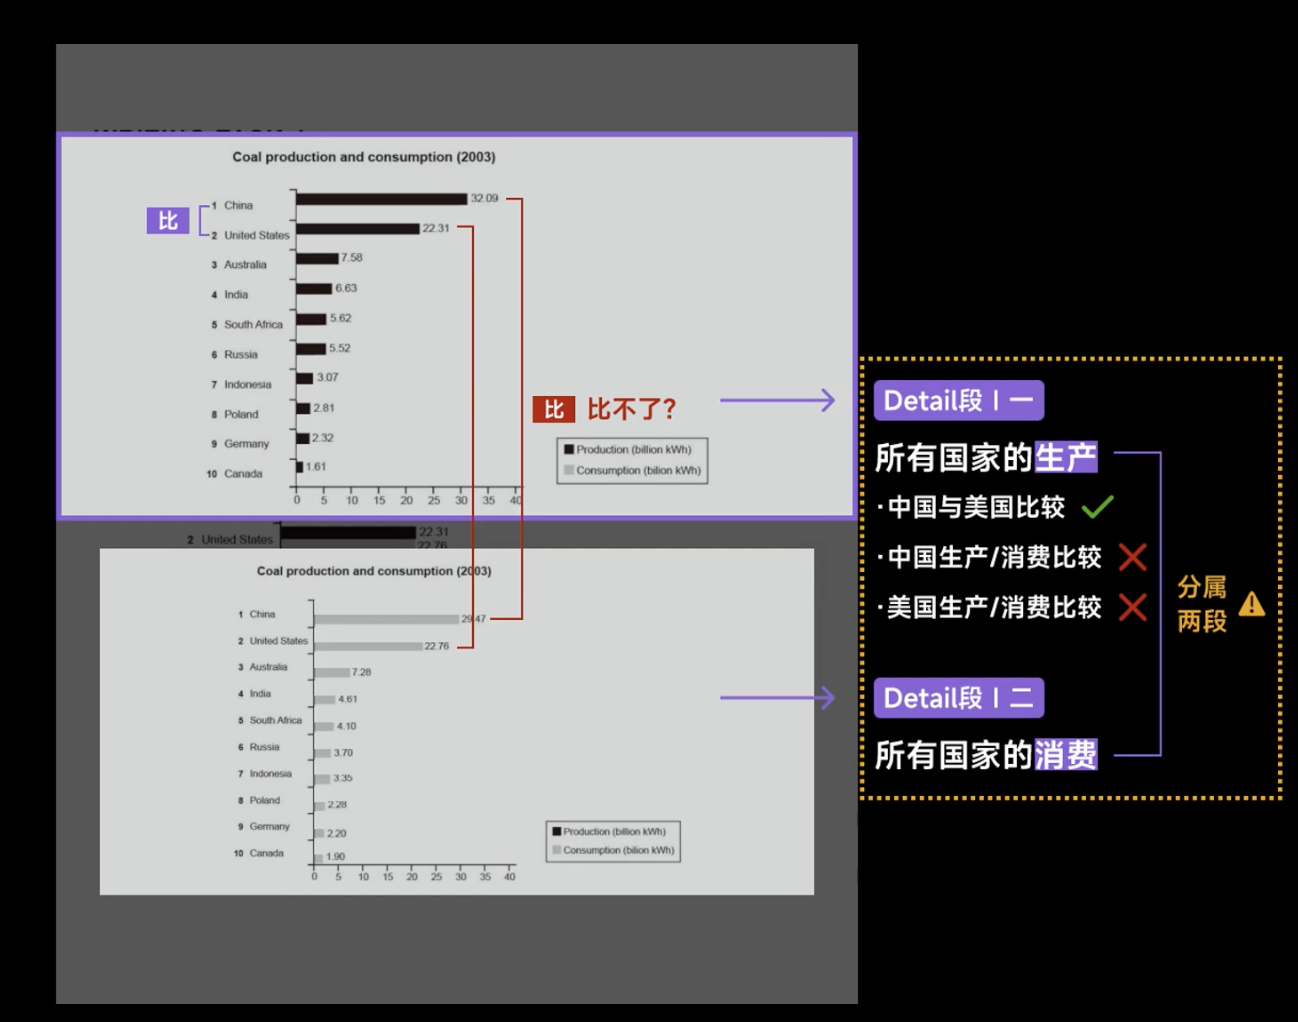 Coal production and consumption (2003)
比
1 China 32.09
2 United States 22.31
3 Australia 7.58
4 India 6.63
5 South Africa 5.62
6 Russia 5.52
7 Indonesia 3.07
8 Poland 2.81
9 Germany 2.32
10 Canada 1.61
0 5 10 15 20 25 30 35 40
比 比不了?
Production (billion kWh)
Consumption (bilion kWh)
2 United States 22.31
22.76
Coal production and consumption (2003)
1 China 29.47
2 United States 22.76
3 Australia 7.28
4 India 4.61
5 South Africa 4.10
6 Russia 3.70
7 Indonesia 3.35
8 Poland 2.28
9 Germany 2.20
10 Canada 1.90
0 5 10 15 20 25 30 35 40
Production (billion kWh)
Consumption (bilion kWh)
Detail段 | 一
所有国家的生产
·中国与美国比较
·中国生产/消费比较
·美国生产/消费比较
分属
两段
Detail段 | 二
所有国家的消费